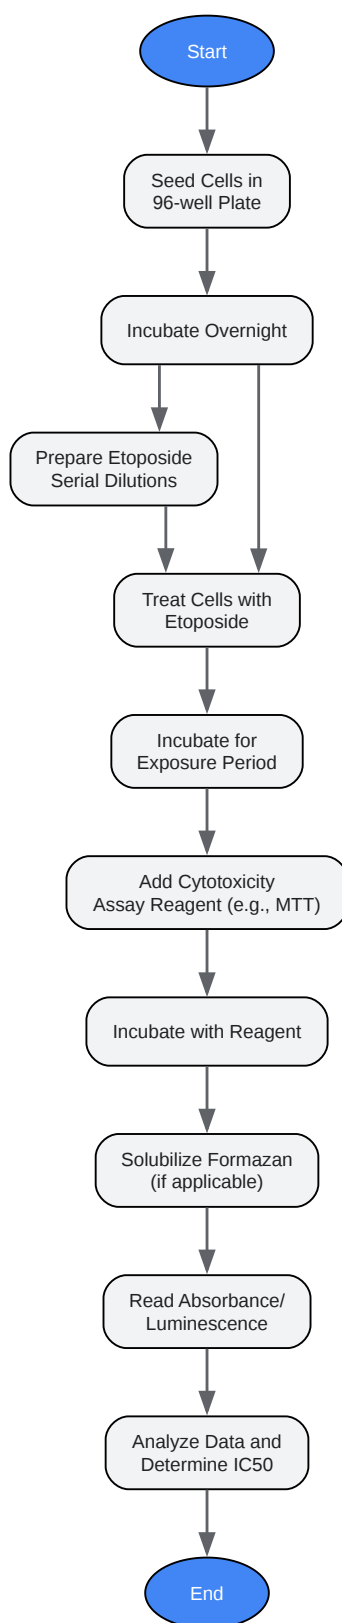 Start
Seed Cells in
96-well Plate
Incubate Overnight
Prepare Etoposide
Serial Dilutions
Treat Cells with
Etoposide
Incubate for
Exposure Period
Add Cytotoxicity
Assay Reagent (e.g., MTT)
Incubate with Reagent
Solubilize Formazan
(if applicable)
Read Absorbance/
Luminescence
Analyze Data and
Determine IC50
End